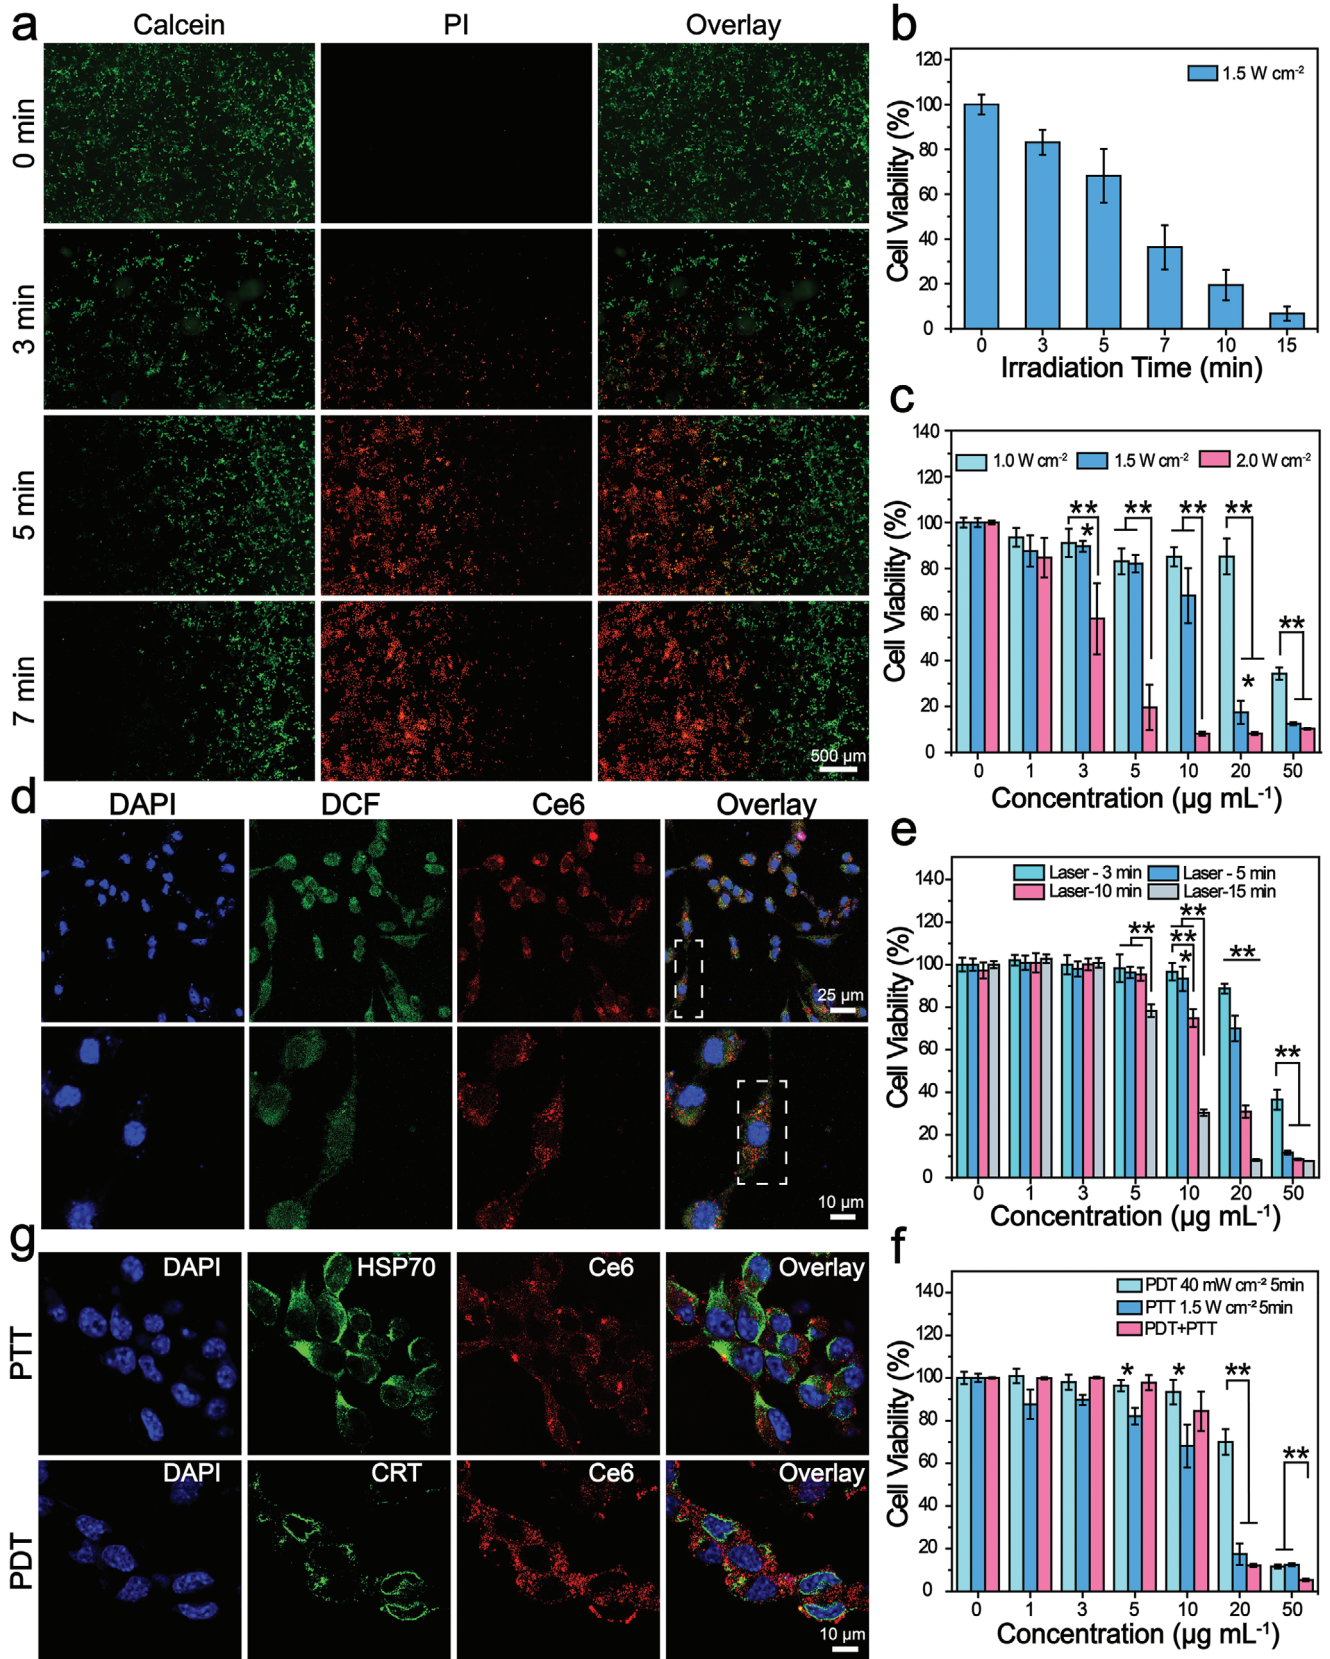 a
Calcein PI Overlay
0 min
3 min
5 min
7 min
500 µm
b
120
100
80
60
40
20
0
Cell Viability (%)
1.5 W cm⁻²
0 3 5 7 10 15
Irradiation Time (min)
c
140
120
100
80
60
40
20
0
Cell Viability (%)
1.0 W cm⁻² 1.5 W cm⁻² 2.0 W cm⁻²
** ** ** ** **
*
*
0 1 3 5 10 20 50
Concentration (µg mL⁻¹)
d
DAPI DCF Ce6 Overlay
25 µm
10 µm
e
140
120
100
80
60
40
20
0
Cell Viability (%)
Laser - 3 min Laser - 5 min
Laser-10 min Laser-15 min
** ** ** ** **
*
0 1 3 5 10 20 50
Concentration (µg mL⁻¹)
g
PTT
DAPI HSP70 Ce6 Overlay
PDT
DAPI CRT Ce6 Overlay
10 µm
f
140
120
100
80
60
40
20
0
Cell Viability (%)
PDT 40 mW cm⁻² 5min
PTT 1.5 W cm⁻² 5min
PDT+PTT
* * ** **
0 1 3 5 10 20 50
Concentration (µg mL⁻¹)